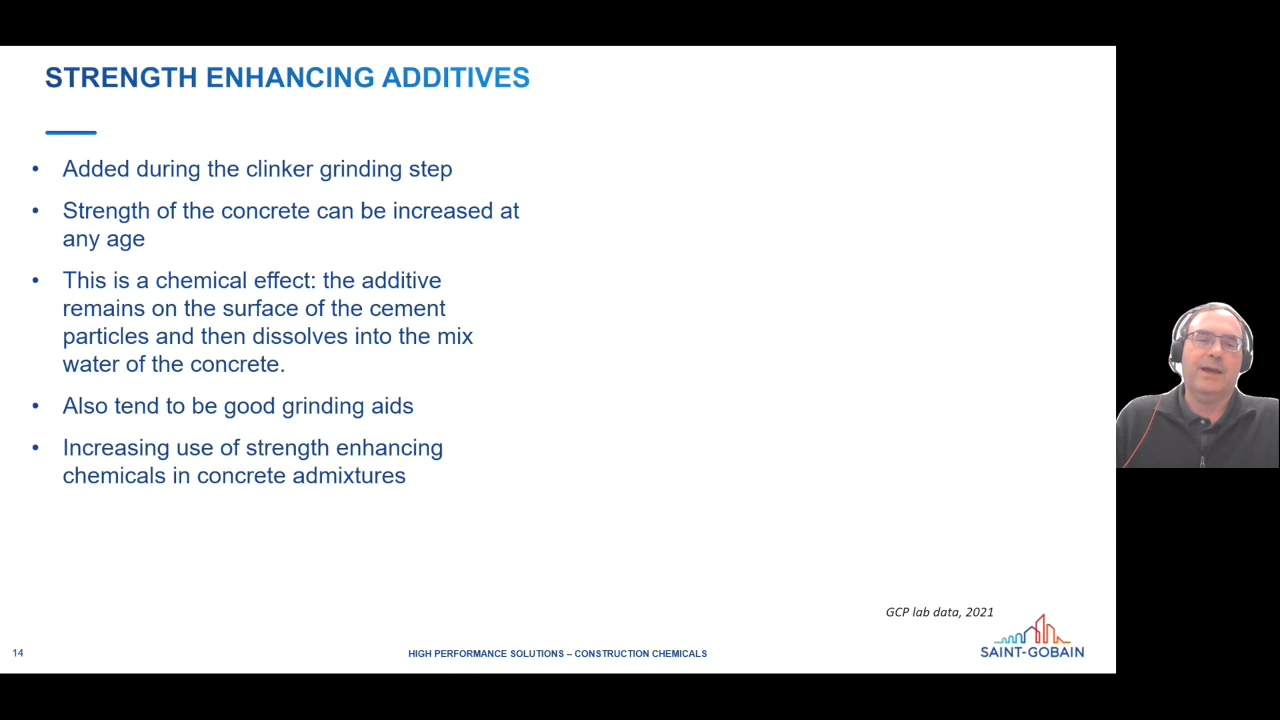 STRENGTH ENHANCING ADDITIVES
• Added during the clinker grinding step
• Strength of the concrete can be increased at
any age
• This is a chemical effect: the additive
remains on the surface of the cement
particles and then dissolves into the mix
water of the concrete.
• Also tend to be good grinding aids
• Increasing use of strength enhancing
chemicals in concrete admixtures
GCP lab data, 2021
14
HIGH PERFORMANCE SOLUTIONS – CONSTRUCTION CHEMICALS
SAINT-GOBAIN